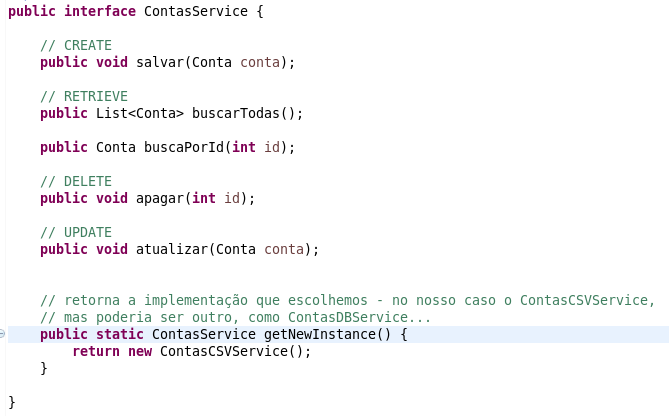 public interface ContasService {
// CREATE
public void salvar(Conta conta);
// RETRIEVE
public List<Conta> buscarTodas();
public Conta buscaPorId(int id);
// DELETE
public void apagar(int id);
// UPDATE
public void atualizar(Conta conta);
// retorna a implementação que escolhemos - no nosso caso o ContasCSVService,
// mas poderia ser outro, como ContasDBService...
public static ContasService getNewInstance() {
return new ContasCSVService();
}
}